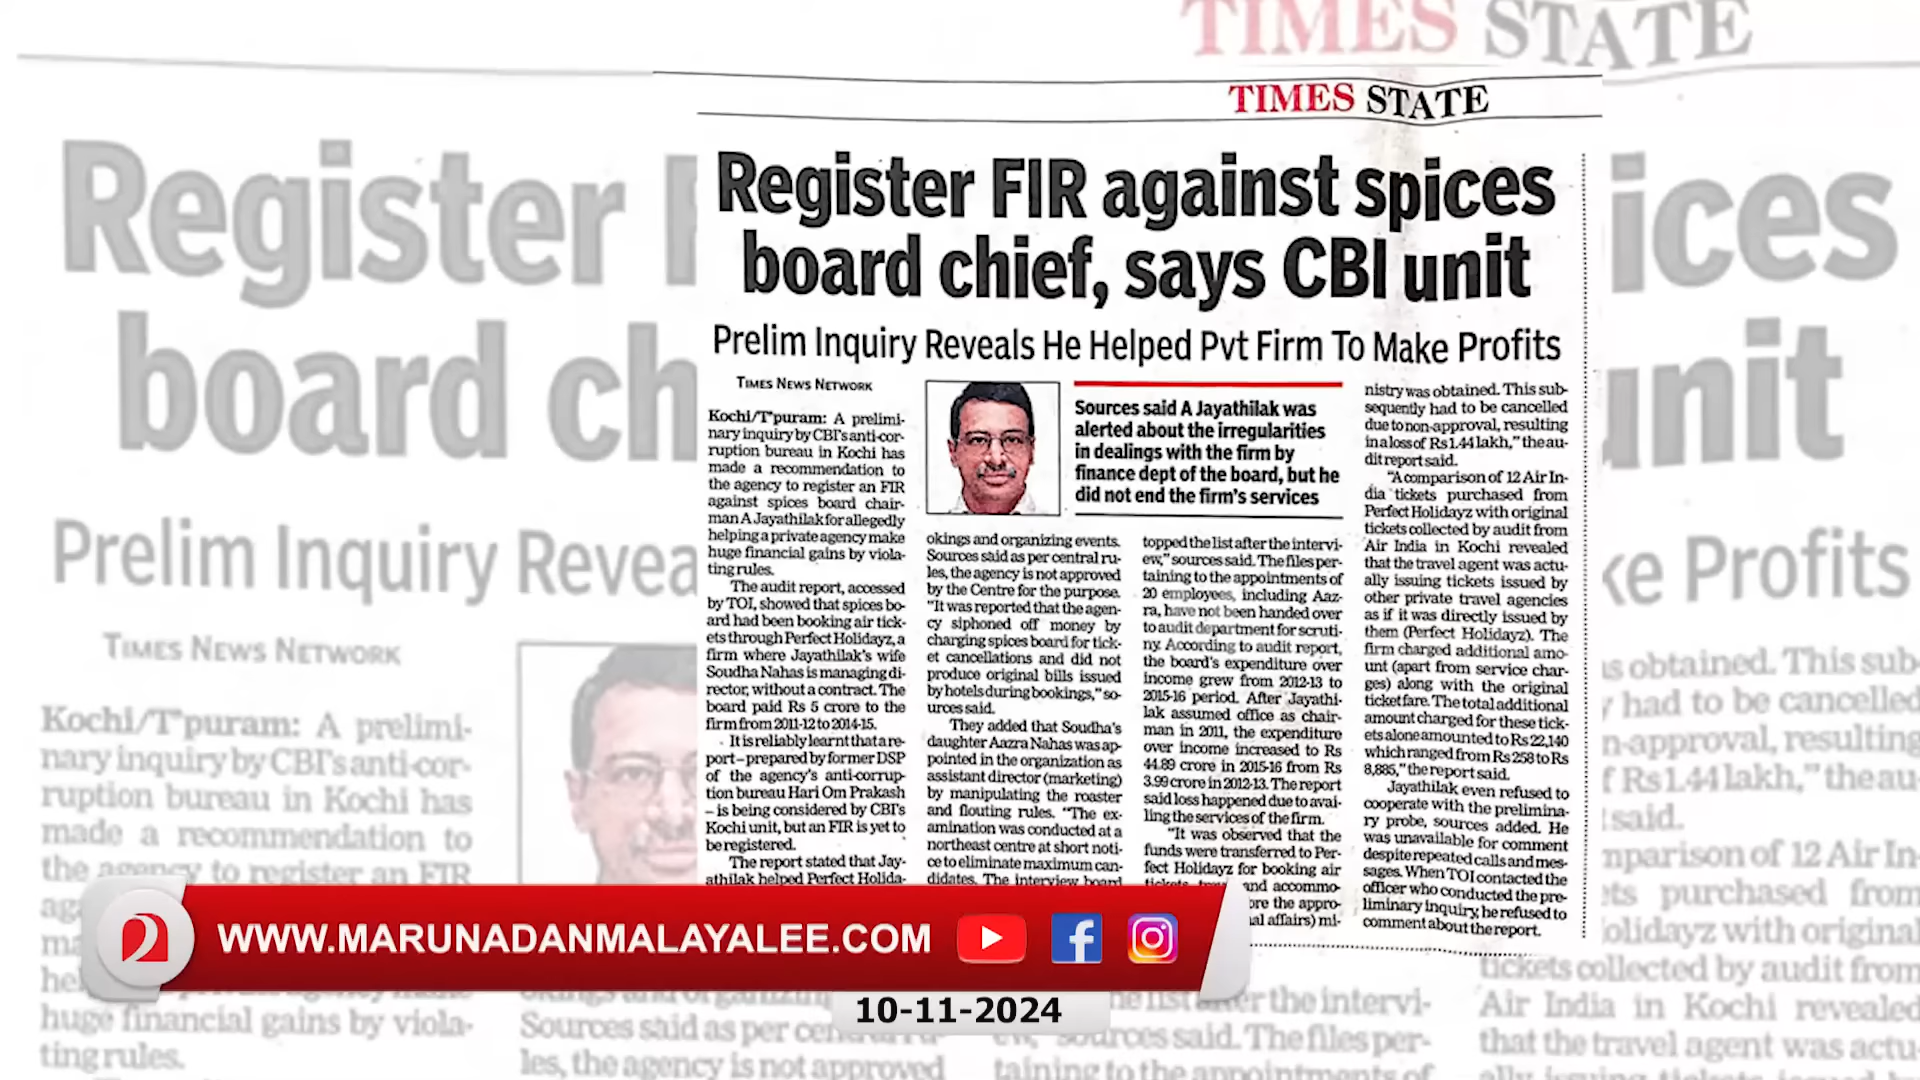 TIMES STATE
TIMES STATE
Register FIR against spices
board chief, says CBI unit
Prelim Inquiry Reveals He Helped Pvt Firm To Make Profits
TIMES NEWS NETWORK
Kochi/T'puram: A prelimi-
nary inquiry by CBI's anti-cor-
ruption bureau in Kochi has
made a recommendation to
the agency to register an FIR
against spices board chair-
man A Jayathilak for allegedly
helping a private agency make
huge financial gains by viola-
ting rules.
The audit report, accessed
by TOI, showed that spices bo-
ard had been booking air tick-
ets through Perfect Holidayz, a
firm where Jayathilak's wife
Soudha Nahas is managing di-
rector, without a contract. The
board paid Rs 5 crore to the
firm from 2011-12 to 2014-15.
It is reliably learnt that a re-
port – prepared by former DSP
of the agency's anti-corrup-
tion bureau Hari Om Prakash
– is being considered by CBI's
Kochi unit, but an FIR is yet to
be registered.
The report stated that Jay-
athilak helped Perfect Holida-
Sources said A Jayathilak was
alerted about the irregularities
in dealings with the firm by
finance dept of the board, but he
did not end the firm's services
okings and organizing events.
Sources said as per central ru-
les, the agency is not approved
by the Centre for the purpose.
"It was reported that the agen-
cy siphoned off money by
charging spices board for tick-
et cancellations and did not
produce original bills issued
by hotels during bookings," so-
urces said.
They added that Soudha's
daughter Aazra Nahas was ap-
pointed in the organization as
assistant director (marketing)
by manipulating the roaster
and flouting rules. "The ex-
amination was conducted at a
northeast centre at short noti-
ce to eliminate maximum can-
didates. The interview board
topped the list after the intervi-
ew," sources said. The files per-
taining to the appointments of
20 employees, including Aaz-
ra, have not been handed over
to audit department for scruti-
ny. According to audit report,
the board's expenditure over
income grew from 2012-13 to
2015-16 period. After Jayathi-
lak assumed office as chair-
man in 2011, the expenditure
over income increased to Rs
44.89 crore in 2015-16 from Rs
3.99 crore in 2012-13. The report
said loss happened due to avai-
ling the services of the firm.
"It was observed that the
funds were transferred to Per-
fect Holidayz for booking air
tickets, and accommo-
ore the appro-
al affairs) mi-
nistry was obtained. This sub-
sequently had to be cancelled
due to non-approval, resulting
in a loss of Rs 1.44 lakh," the au-
dit report said.
"A comparison of 12 Air In-
dia tickets purchased from
Perfect Holidayz with original
tickets collected by audit from
Air India in Kochi revealed
that the travel agent was actu-
ally issuing tickets issued by
other private travel agencies
as if it was directly issued by
them (Perfect Holidayz). The
firm charged additional amo-
unt (apart from service char-
ges) along with the original
ticket fare. The total additional
amount charged for these tick-
ets alone amounted to Rs 22,140
which ranged from Rs 258 to Rs
8,885," the report said.
Jayathilak even refused to
cooperate with the prelimina-
ry probe, sources added. He
was unavailable for comment
despite repeated calls and mes-
sages. When TOI contacted the
officer who conducted the pre-
liminary inquiry, he refused to
comment about the report.
WWW.MARUNADANMALAYALEE.COM
10-11-2024